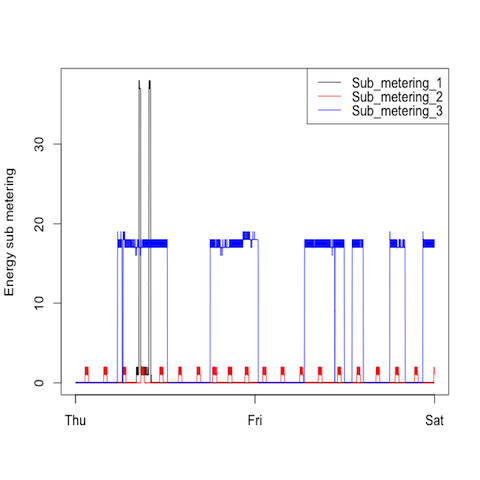 Sub_metering_1
Sub_metering_2
Sub_metering_3
Energy sub metering
30
20
10
0
Thu
Fri
Sat